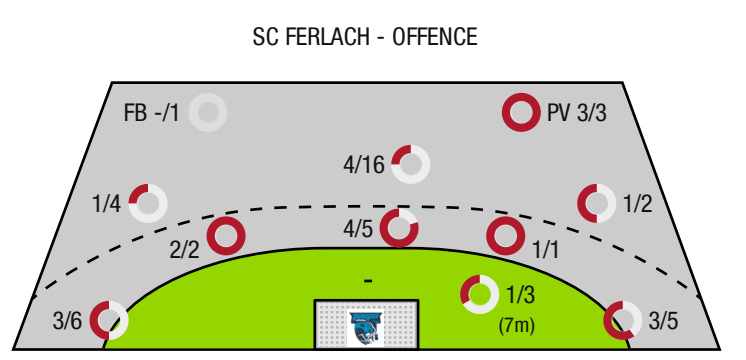 SC FERLACH - OFFENCE
FB -/1
PV 3/3
4/16
1/4
1/2
4/5
2/2
1/1
-
1/3
(7m)
3/6
3/5